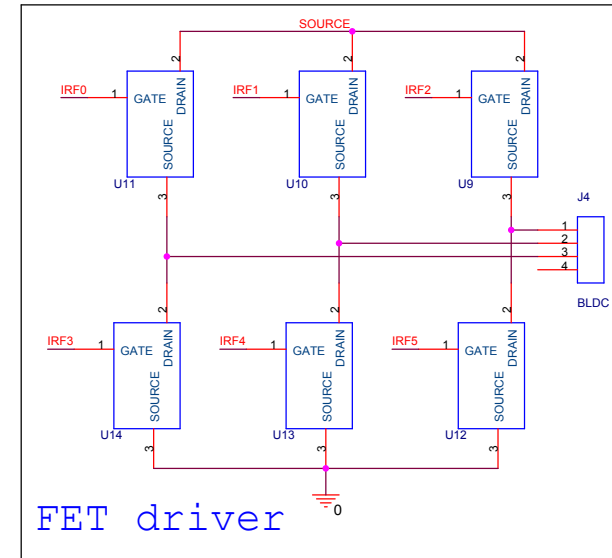 SOURCE
2 2 2
IRF0 1 GATE DRAIN SOURCE
IRF1 1 GATE DRAIN SOURCE
IRF2 1 GATE DRAIN SOURCE
U11 U10 U9
3 3 3
J4
1
2
3
4
BLDC
2 2 2
IRF3 1 GATE DRAIN SOURCE
IRF4 1 GATE DRAIN SOURCE
IRF5 1 GATE DRAIN SOURCE
U14 U13 U12
3 3 3
0
FET driver